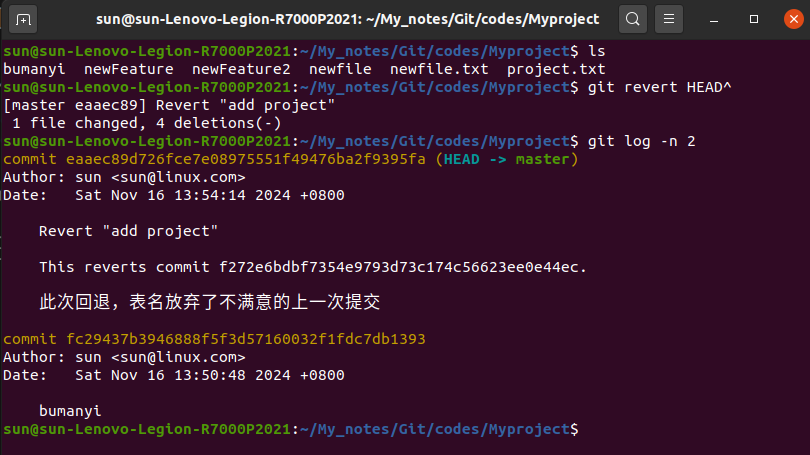 sun@sun-Lenovo-Legion-R7000P2021: ~/My_notes/Git/codes/Myproject
sun@sun-Lenovo-Legion-R7000P2021:~/My_notes/Git/codes/Myproject$ ls
bumanyi  newFeature  newFeature2  newfile  newfile.txt  project.txt
sun@sun-Lenovo-Legion-R7000P2021:~/My_notes/Git/codes/Myproject$ git revert HEAD^
[master eaaec89] Revert "add project"
 1 file changed, 4 deletions(-)
sun@sun-Lenovo-Legion-R7000P2021:~/My_notes/Git/codes/Myproject$ git log -n 2
commit eaaec89d726fce7e08975551f49476ba2f9395fa (HEAD -> master)
Author: sun <sun@linux.com>
Date:   Sat Nov 16 13:54:14 2024 +0800
    Revert "add project"
    This reverts commit f272e6bdbf7354e9793d73c174c56623ee0e44ec.
    此次回退，表名放弃了不满意的上一次提交
commit fc29437b3946888f5f3d57160032f1fdc7db1393
Author: sun <sun@linux.com>
Date:   Sat Nov 16 13:50:48 2024 +0800
    bumanyi
sun@sun-Lenovo-Legion-R7000P2021:~/My_notes/Git/codes/Myproject$